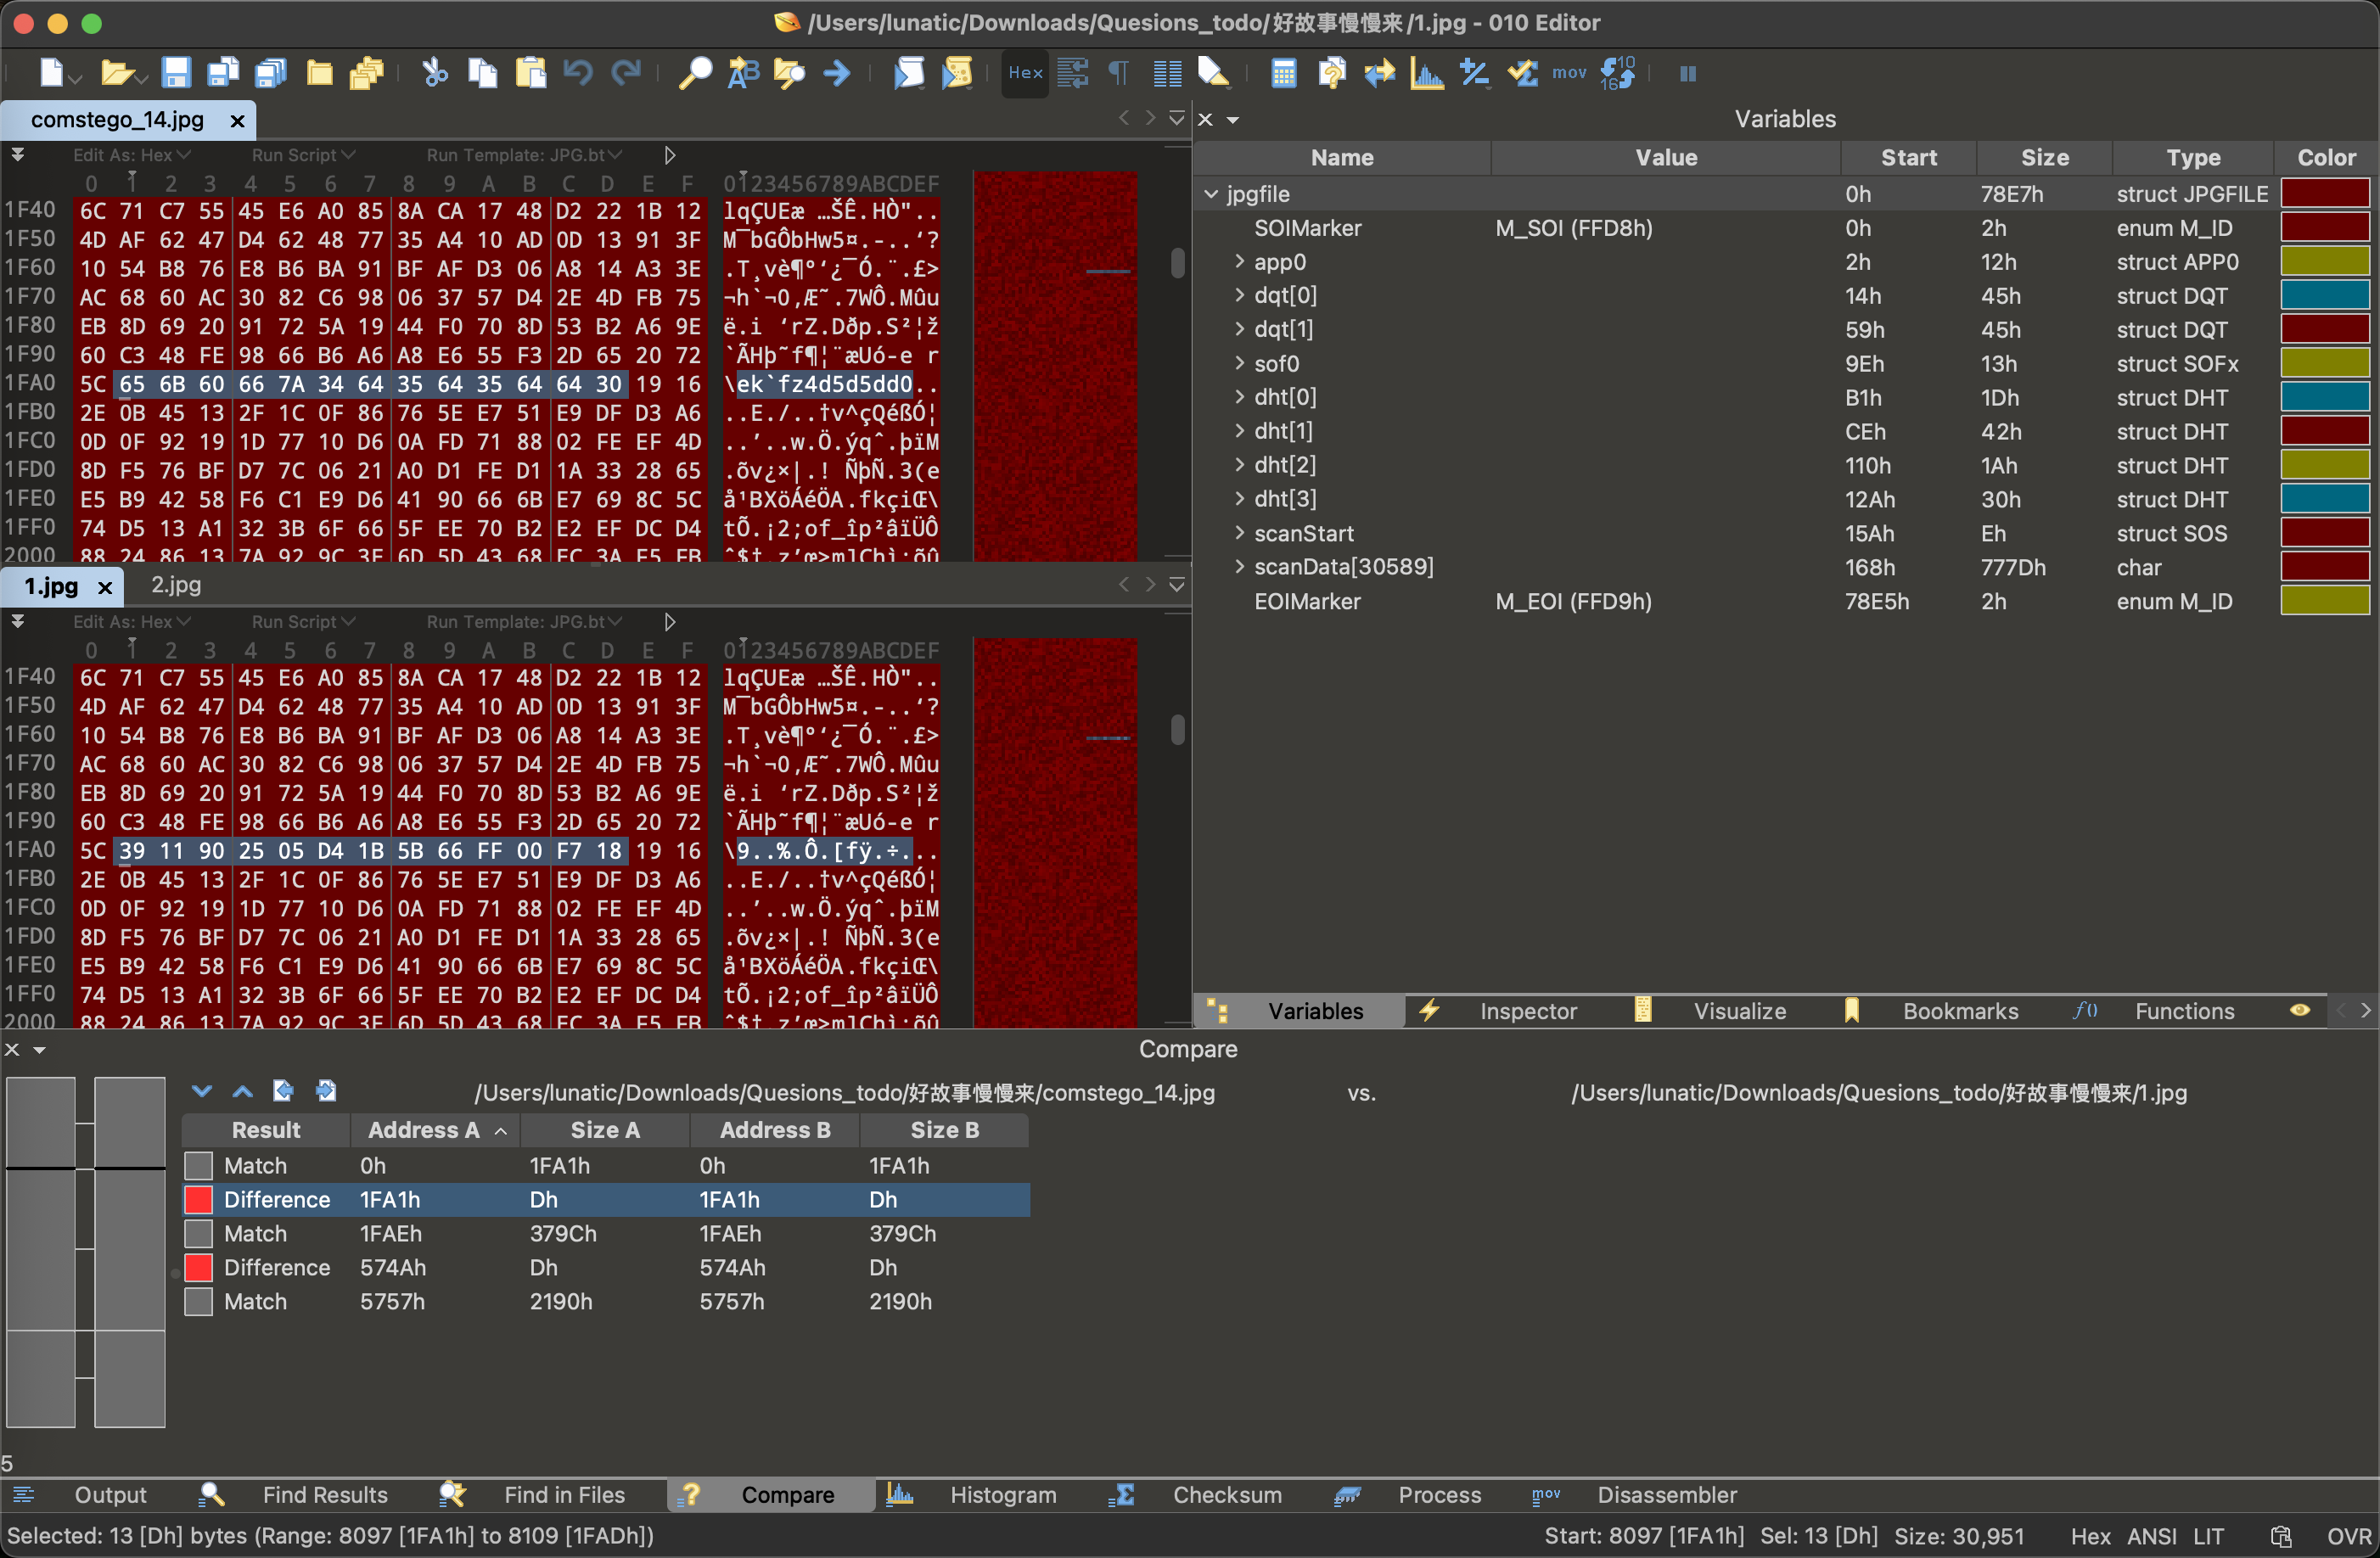 /Users/lunatic/Downloads/Quesions_todo/好故事慢慢来/1.jpg - 010 Editor
Hex
mov
comstego_14.jpg
Edit As: Hex Run Script Run Template: JPG.bt
0 1 2 3 4 5 6 7 8 9 A B C D E F 0123456789ABCDEF
1F40 6C 71 C7 55 45 E6 A0 85 8A CA 17 48 D2 22 1B 12 lqÇUEæ …ŠÊ.HÒ"..
1F50 4D AF 62 47 D4 62 48 77 35 A4 10 AD 0D 13 91 3F M¯bGÔbHw5¤.-..‘?
1F60 10 54 B8 76 E8 B6 BA 91 BF AF D3 06 A8 14 A3 3E .T¸vè¶º‘¿¯Ó.¨.£>
1F70 AC 68 60 AC 30 82 C6 98 06 37 57 D4 2E 4D FB 75 ¬h`¬0‚Æ˜.7WÔ.Mûu
1F80 EB 8D 69 20 91 72 5A 19 44 F0 70 8D 53 B2 A6 9E ë.i ‘rZ.Dðp.S²¦ž
1F90 60 C3 48 FE 98 66 B6 A6 A8 E6 55 F3 2D 65 20 72 `ÃHþ˜f¶¦¨æUó-e r
1FA0 5C 65 6B 60 66 7A 34 64 35 64 35 64 64 30 19 16 \ek`fz4d5d5dd0..
1FB0 2E 0B 45 13 2F 1C 0F 86 76 5E E7 51 E9 DF D3 A6 ..E./..†v^çQéßÓ¦
1FC0 0D 0F 92 19 1D 77 10 D6 0A FD 71 88 02 FE EF 4D ..’..w.Ö.ýqˆ.þïM
1FD0 8D F5 76 BF D7 7C 06 21 A0 D1 FE D1 1A 33 28 65 .õv¿×|.! ÑþÑ.3(e
1FE0 E5 B9 42 58 F6 C1 E9 D6 41 90 66 6B E7 69 8C 5C å¹BXöÁéÖA.fkçiŒ\
1FF0 74 D5 13 A1 32 3B 6F 66 5F EE 70 B2 E2 EF DC D4 tÕ.¡2;of_îp²âïÜÔ
2000 88 24 86 13 7A 92 9C 3E 6D 5D 43 68 EC 3A F5 FB ˆ$†.z’œ>m]Chì:õû
1.jpg 2.jpg
Edit As: Hex Run Script Run Template: JPG.bt
0 1 2 3 4 5 6 7 8 9 A B C D E F 0123456789ABCDEF
1F40 6C 71 C7 55 45 E6 A0 85 8A CA 17 48 D2 22 1B 12 lqÇUEæ …ŠÊ.HÒ"..
1F50 4D AF 62 47 D4 62 48 77 35 A4 10 AD 0D 13 91 3F M¯bGÔbHw5¤.-..‘?
1F60 10 54 B8 76 E8 B6 BA 91 BF AF D3 06 A8 14 A3 3E .T¸vè¶º‘¿¯Ó.¨.£>
1F70 AC 68 60 AC 30 82 C6 98 06 37 57 D4 2E 4D FB 75 ¬h`¬0‚Æ˜.7WÔ.Mûu
1F80 EB 8D 69 20 91 72 5A 19 44 F0 70 8D 53 B2 A6 9E ë.i ‘rZ.Dðp.S²¦ž
1F90 60 C3 48 FE 98 66 B6 A6 A8 E6 55 F3 2D 65 20 72 `ÃHþ˜f¶¦¨æUó-e r
1FA0 5C 39 11 90 25 05 D4 1B 5B 66 FF 00 F7 18 19 16 \9..%.Ô.[fÿ.÷...
1FB0 2E 0B 45 13 2F 1C 0F 86 76 5E E7 51 E9 DF D3 A6 ..E./..†v^çQéßÓ¦
1FC0 0D 0F 92 19 1D 77 10 D6 0A FD 71 88 02 FE EF 4D ..’..w.Ö.ýqˆ.þïM
1FD0 8D F5 76 BF D7 7C 06 21 A0 D1 FE D1 1A 33 28 65 .õv¿×|.! ÑþÑ.3(e
1FE0 E5 B9 42 58 F6 C1 E9 D6 41 90 66 6B E7 69 8C 5C å¹BXöÁéÖA.fkçiŒ\
1FF0 74 D5 13 A1 32 3B 6F 66 5F EE 70 B2 E2 EF DC D4 tÕ.¡2;of_îp²âïÜÔ
2000 88 24 86 13 7A 92 9C 3E 6D 5D 43 68 EC 3A F5 FB ˆ$†.z’œ>m]Chì:õû
Variables
Name Value Start Size Type Color
jpgfile 0h 78E7h struct JPGFILE
SOIMarker M_SOI (FFD8h) 0h 2h enum M_ID
app0 2h 12h struct APP0
dqt[0] 14h 45h struct DQT
dqt[1] 59h 45h struct DQT
sof0 9Eh 13h struct SOFx
dht[0] B1h 1Dh struct DHT
dht[1] CEh 42h struct DHT
dht[2] 110h 1Ah struct DHT
dht[3] 12Ah 30h struct DHT
scanStart 15Ah Eh struct SOS
scanData[30589] 168h 777Dh char
EOIMarker M_EOI (FFD9h) 78E5h 2h enum M_ID
Variables Inspector Visualize Bookmarks f() Functions
Compare
/Users/lunatic/Downloads/Quesions_todo/好故事慢慢来/comstego_14.jpg vs. /Users/lunatic/Downloads/Quesions_todo/好故事慢慢来/1.jpg
Result Address A Size A Address B Size B
Match 0h 1FA1h 0h 1FA1h
Difference 1FA1h Dh 1FA1h Dh
Match 1FAEh 379Ch 1FAEh 379Ch
Difference 574Ah Dh 574Ah Dh
Match 5757h 2190h 5757h 2190h
5
Output Find Results Find in Files Compare Histogram Checksum Process mov Disassembler
Selected: 13 [Dh] bytes (Range: 8097 [1FA1h] to 8109 [1FADh]) Start: 8097 [1FA1h] Sel: 13 [Dh] Size: 30,951 Hex ANSI LIT OVR